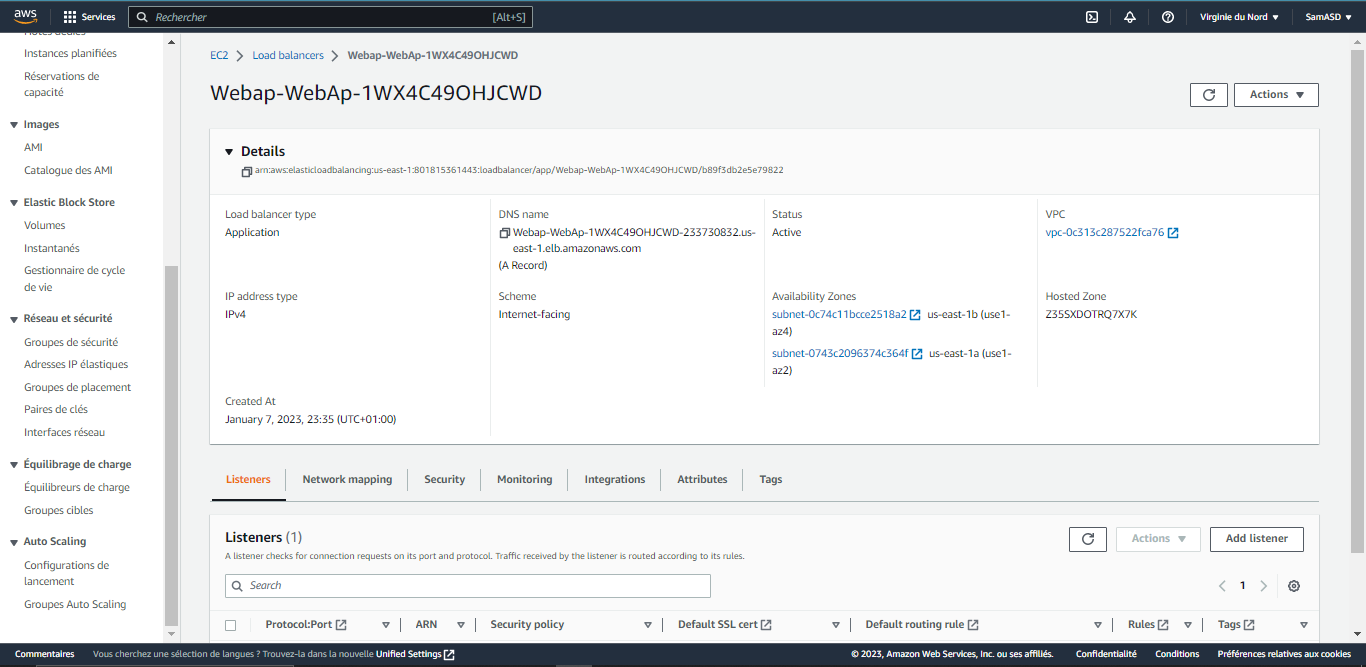 aws Services Rechercher [Alt+S] Virginie du Nord SamASD
Hôtes dédiés
Instances planifiées
Réservations de
capacité
Images
AMI
Catalogue des AMI
Elastic Block Store
Volumes
Instantanés
Gestionnaire de cycle
de vie
Réseau et sécurité
Groupes de sécurité
Adresses IP élastiques
Groupes de placement
Paires de clés
Interfaces réseau
Équilibrage de charge
Équilibreurs de charge
Groupes cibles
Auto Scaling
Configurations de
lancement
Groupes Auto Scaling
EC2 Load balancers Webap-WebAp-1WX4C49OHJCWD
Webap-WebAp-1WX4C49OHJCWD
Actions
Details
arn:aws:elasticloadbalancing:us-east-1:801815361443:loadbalancer/app/Webap-WebAp-1WX4C49OHJCWD/b89f3db2e5e79822
Load balancer type
Application
DNS name
Webap-WebAp-1WX4C49OHJCWD-233730832.us-
east-1.elb.amazonaws.com
(A Record)
Status
Active
VPC
vpc-0c313c287522fca76
IP address type
IPv4
Scheme
Internet-facing
Availability Zones
subnet-0c74c11bcce2518a2 us-east-1b (use1-
az4)
subnet-0743c2096374c364f us-east-1a (use1-
az2)
Hosted Zone
Z35SXDOTRQ7X7K
Created At
January 7, 2023, 23:35 (UTC+01:00)
Listeners Network mapping Security Monitoring Integrations Attributes Tags
Listeners (1)
A listener checks for connection requests on its port and protocol. Traffic received by the listener is routed according to its rules.
Actions Add listener
Search
1
Protocol:Port ARN Security policy Default SSL cert Default routing rule Rules Tags
Commentaires Vous cherchez une sélection de langues ? Trouvez-la dans la nouvelle Unified Settings © 2023, Amazon Web Services, Inc. ou ses affiliés. Confidentialité Conditions Préférences relatives aux cookies